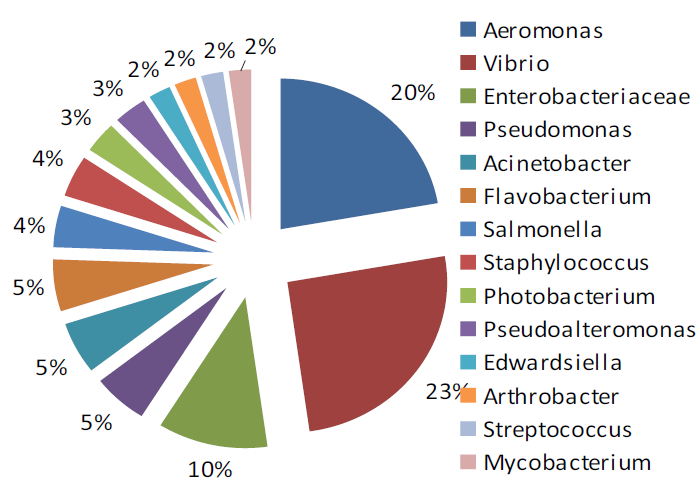 Aeromonas
Vibrio
Enterobacteriaceae
Pseudomonas
Acinetobacter
Flavobacterium
Salmonella
Staphylococcus
Photobacterium
Pseudoalteromonas
Edwardsiella
Arthrobacter
Streptococcus
Mycobacterium
20%
23%
10%
5%
5%
5%
4%
4%
3%
3%
2%
2%
2%
2%